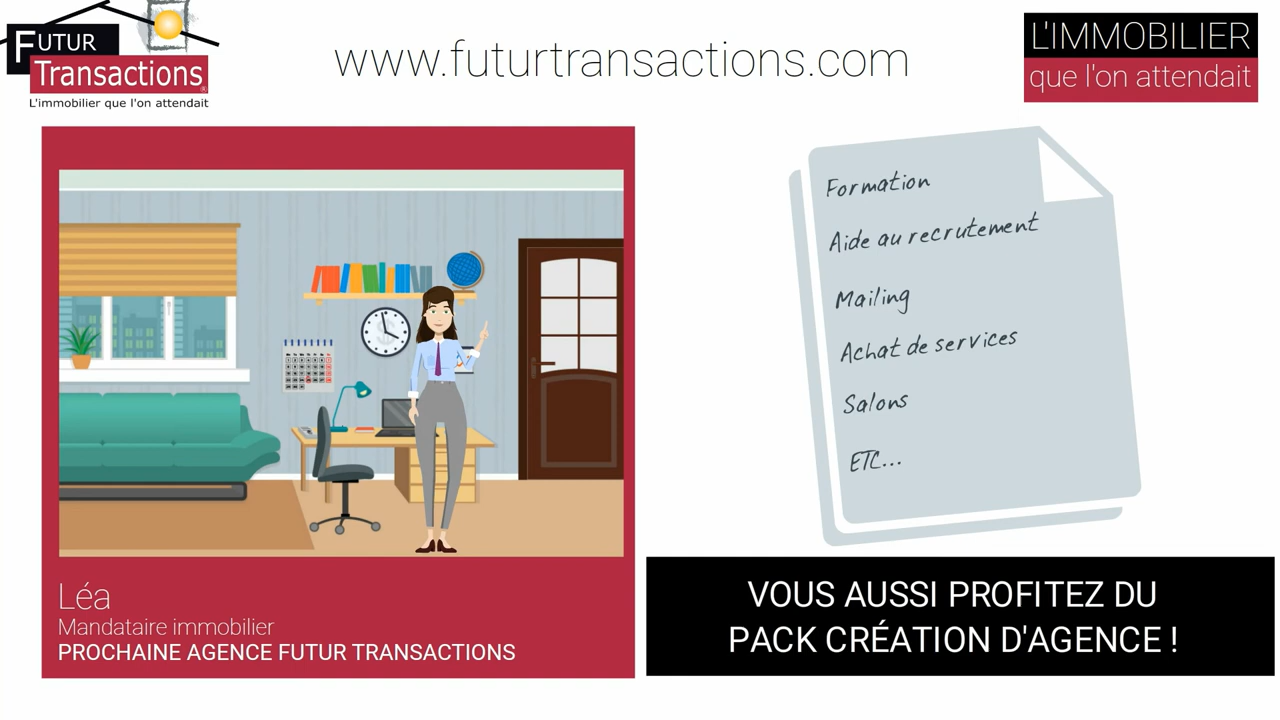 FUTUR
Transactions®
L'immobilier que l'on attendait
www.futurtransactions.com
L'IMMOBILIER
que l'on attendait
Formation
Aide au recrutement
Mailing
Achat de services
Salons
ETC...
Léa
Mandataire immobilier
PROCHAINE AGENCE FUTUR TRANSACTIONS
VOUS AUSSI PROFITEZ DU
PACK CRÉATION D'AGENCE !